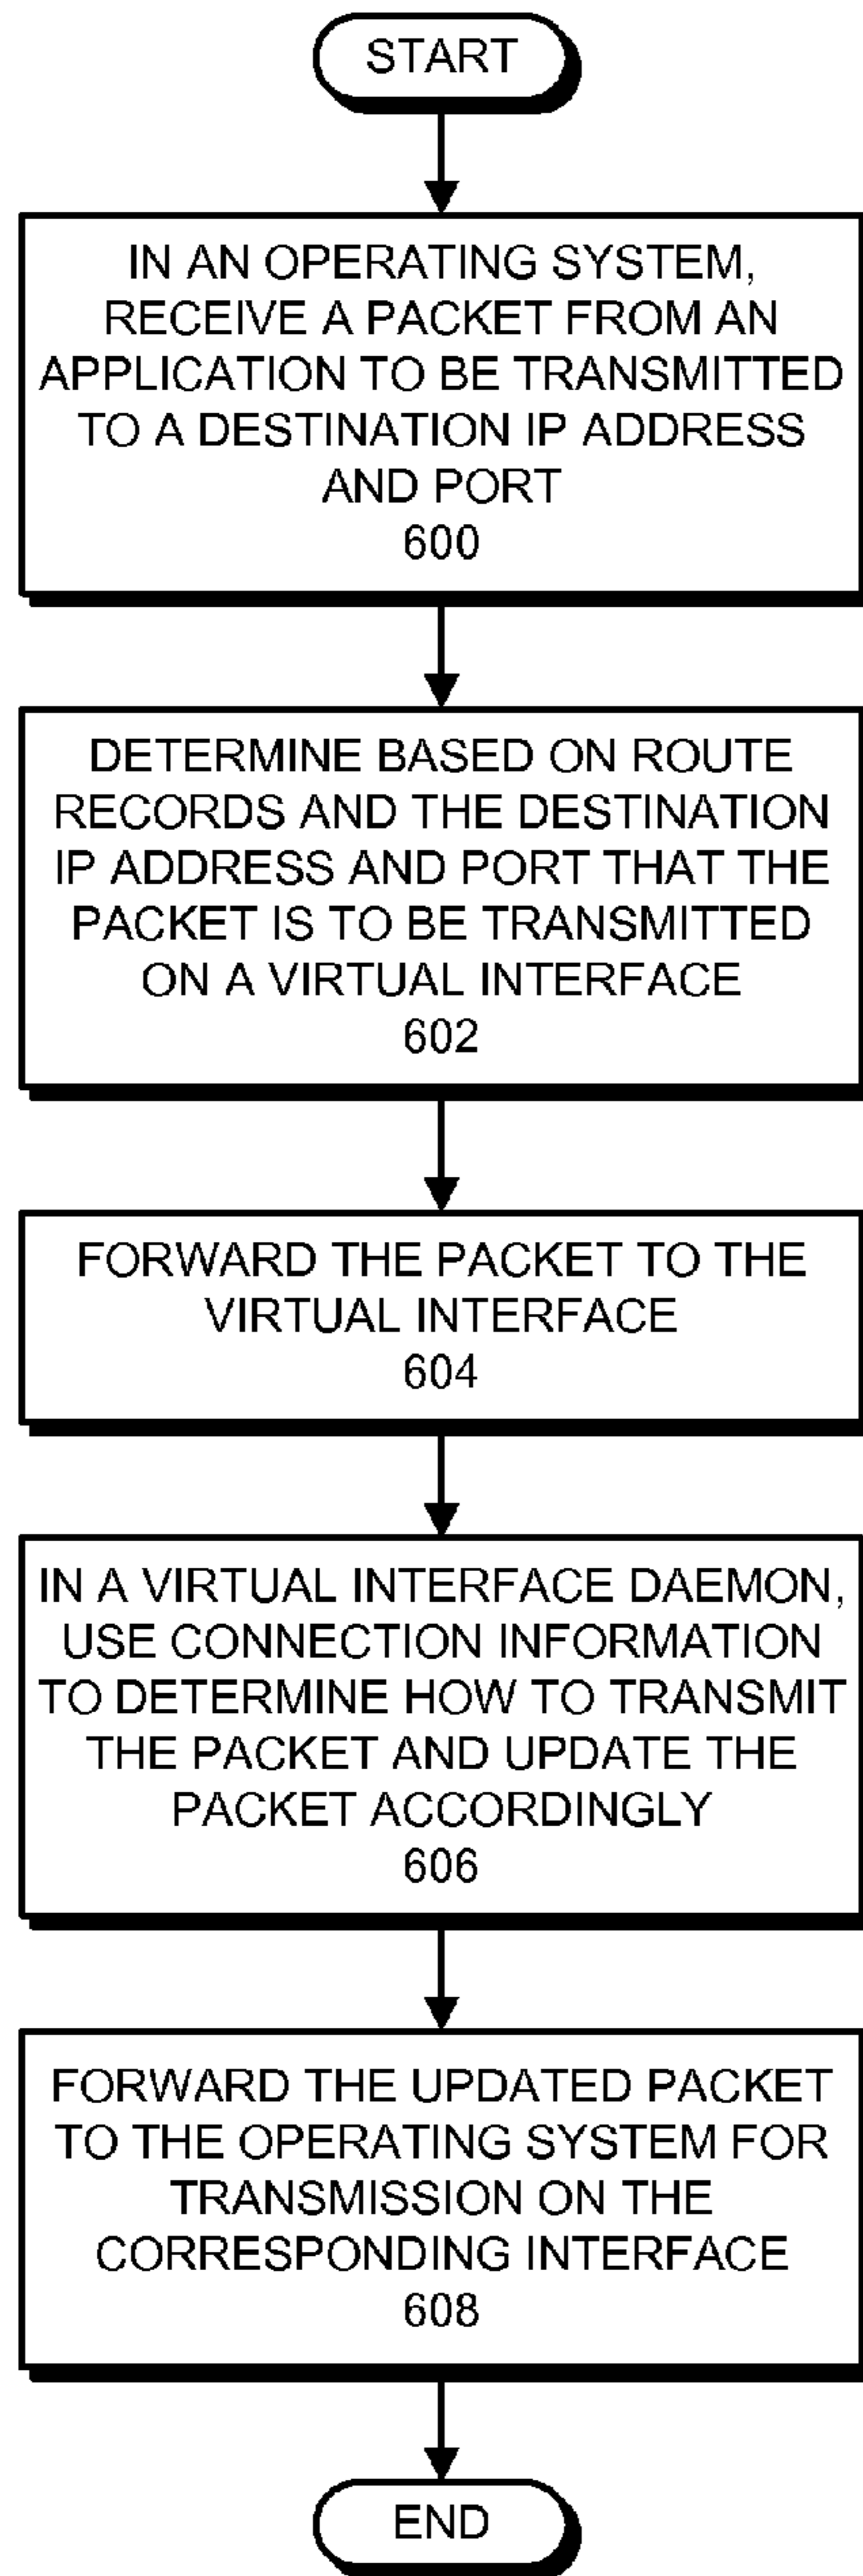 START
IN AN OPERATING SYSTEM,
RECEIVE A PACKET FROM AN
APPLICATION TO BE TRANSMITTED
TO A DESTINATION IP ADDRESS
AND PORT
600
DETERMINE BASED ON ROUTE
RECORDS AND THE DESTINATION
IP ADDRESS AND PORT THAT THE
PACKET IS TO BE TRANSMITTED
ON A VIRTUAL INTERFACE
602
FORWARD THE PACKET TO THE
VIRTUAL INTERFACE
604
IN A VIRTUAL INTERFACE DAEMON,
USE CONNECTION INFORMATION
TO DETERMINE HOW TO TRANSMIT
THE PACKET AND UPDATE THE
PACKET ACCORDINGLY
606
FORWARD THE UPDATED PACKET
TO THE OPERATING SYSTEM FOR
TRANSMISSION ON THE
CORRESPONDING INTERFACE
608
END